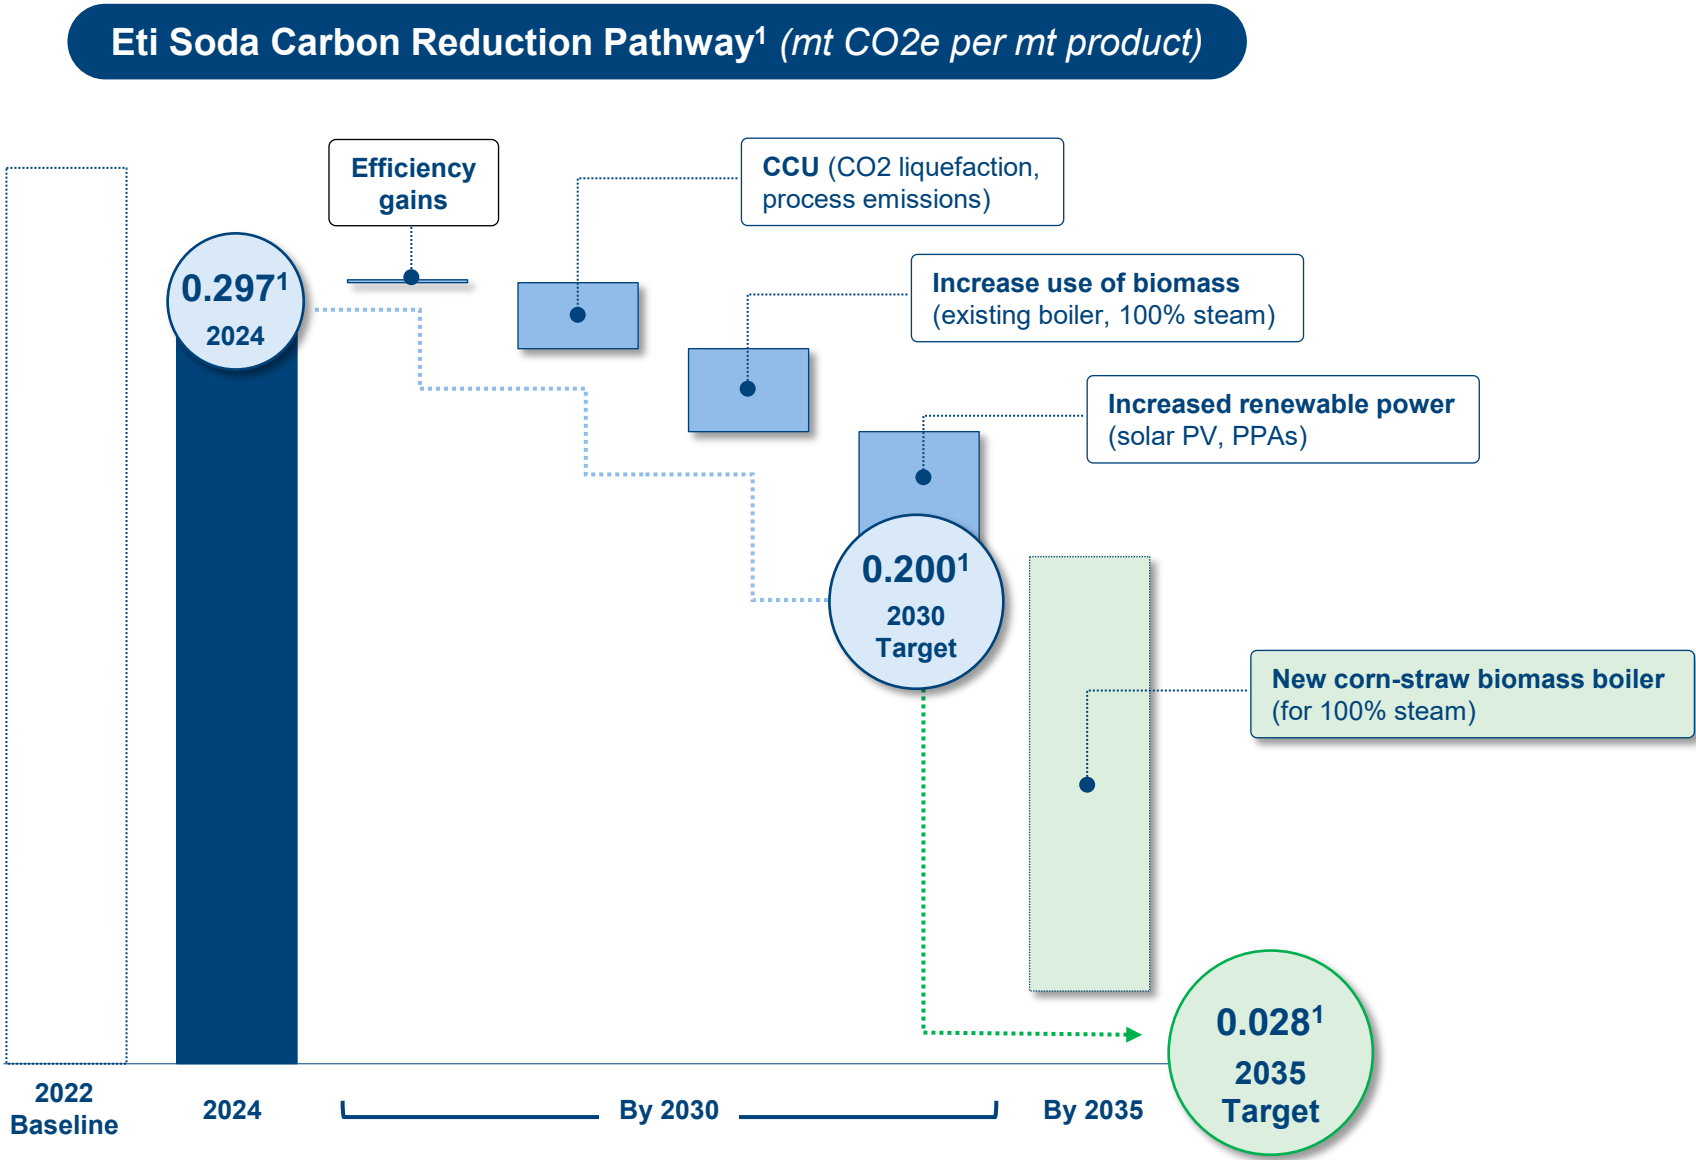 Eti Soda Carbon Reduction Pathway¹ (mt CO2e per mt product)
Efficiency
gains
CCU (CO2 liquefaction,
process emissions)
0.297¹
2024
Increase use of biomass
(existing boiler, 100% steam)
Increased renewable power
(solar PV, PPAs)
0.200¹
2030
Target
New corn-straw biomass boiler
(for 100% steam)
0.028¹
2035
Target
2022
Baseline
2024
By 2030
By 2035